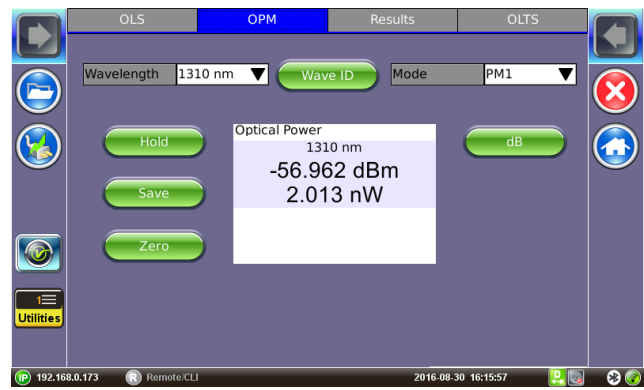 OLS OPM Results OLTS
Wavelength 1310 nm Wave ID Mode PM1
Hold
Optical Power
dB
1310 nm
-56.962 dBm
Save
2.013 nW
Zero
1
Utilities
IP 192.168.0.173 R Remote/CLI 2016-08-30 16:15:57